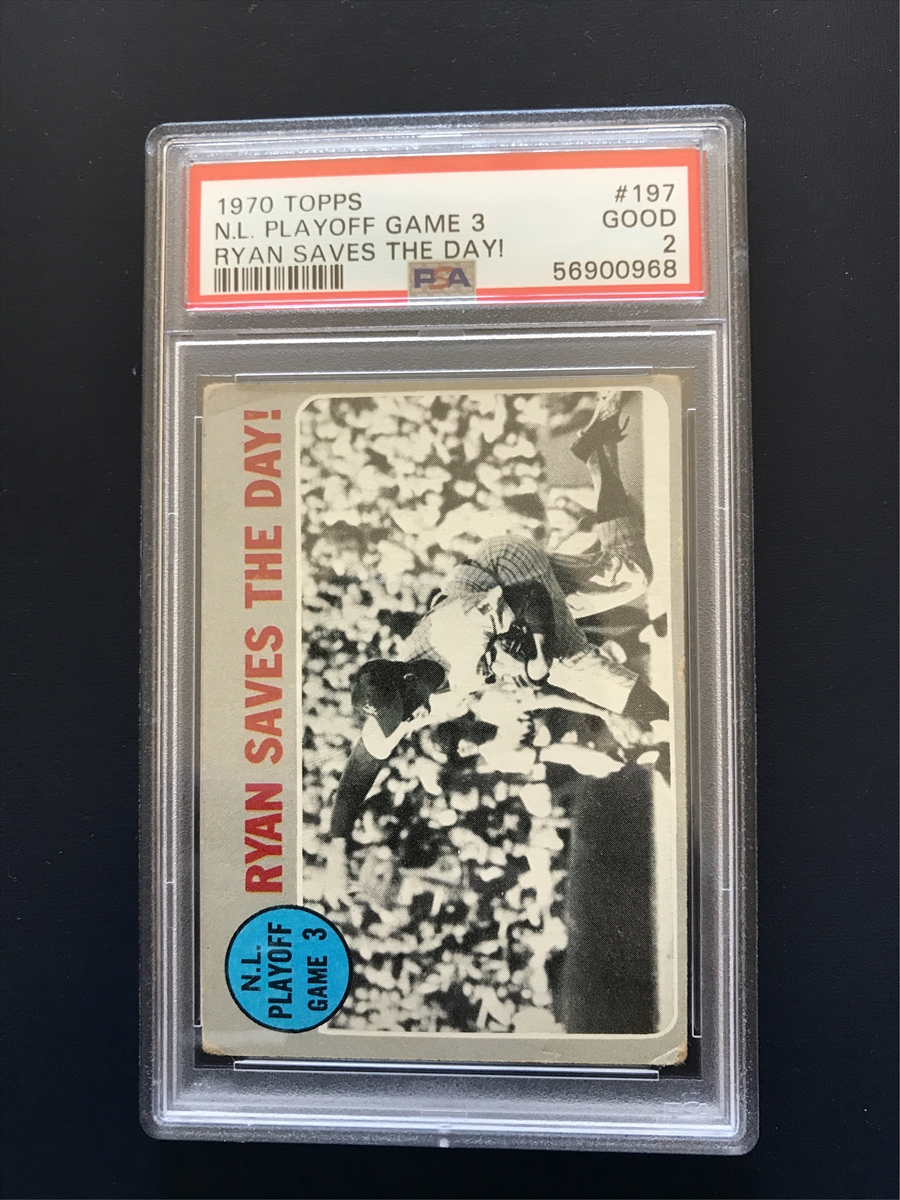 1970 TOPPS #197
N.L. PLAYOFF GAME 3 GOOD
RYAN SAVES THE DAY! 2
PSA 56900968
RYAN SAVES THE DAY!
N.L.
PLAYOFF
GAME 3